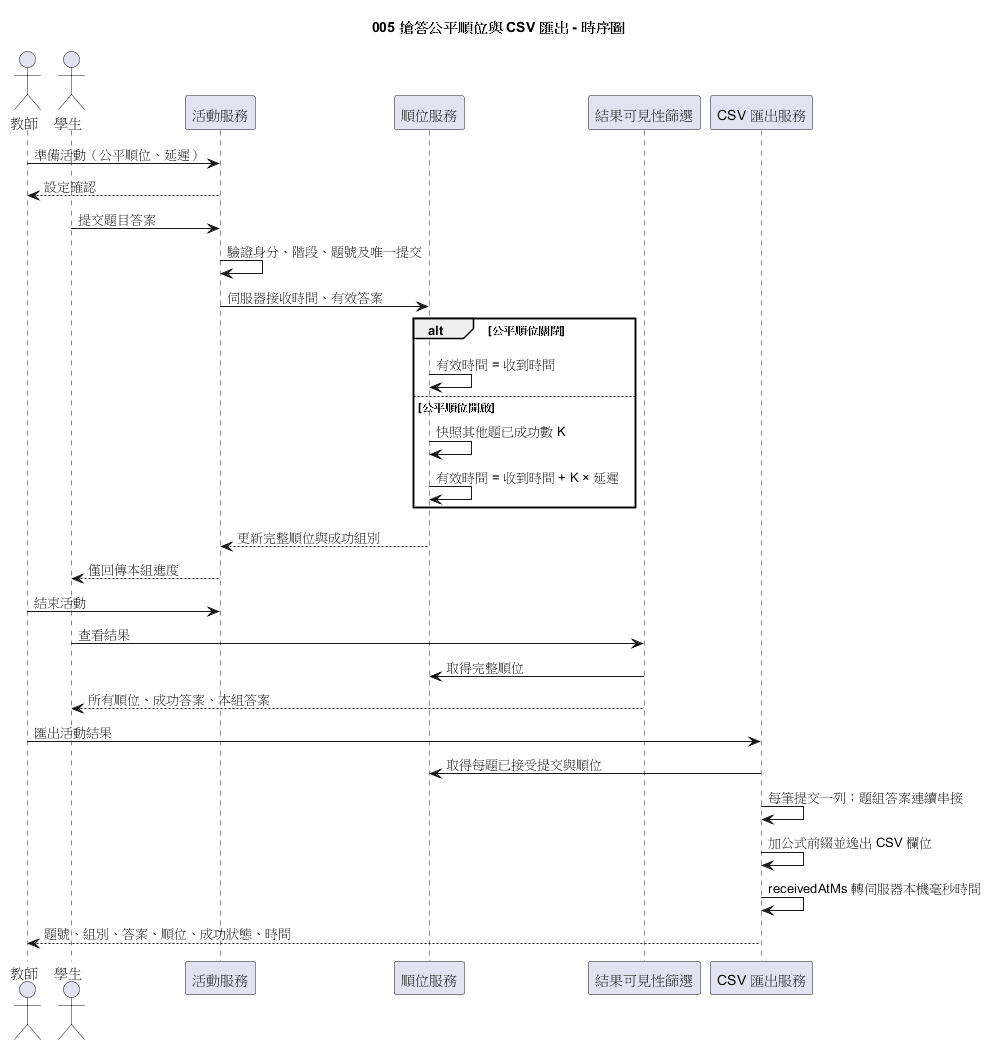 005 搶答公平順位與 CSV 匯出 - 時序圖
教師
學生
活動服務
順位服務
結果可見性篩選
CSV 匯出服務
準備活動（公平順位、延遲）
設定確認
提交題目答案
驗證身分、階段、題號及唯一提交
伺服器接收時間、有效答案
alt
[公平順位關閉]
有效時間 = 收到時間
[公平順位開啟]
快照其他題已成功數 K
有效時間 = 收到時間 + K × 延遲
更新完整順位與成功組別
僅回傳本組進度
結束活動
查看結果
取得完整順位
所有順位、成功答案、本組答案
匯出活動結果
取得每題已接受提交與順位
每筆提交一列；題組答案連續串接
加公式前綴並逸出 CSV 欄位
receivedAtMs 轉伺服器本機毫秒時間
題號、組別、答案、順位、成功狀態、時間
教師
學生
活動服務
順位服務
結果可見性篩選
CSV 匯出服務